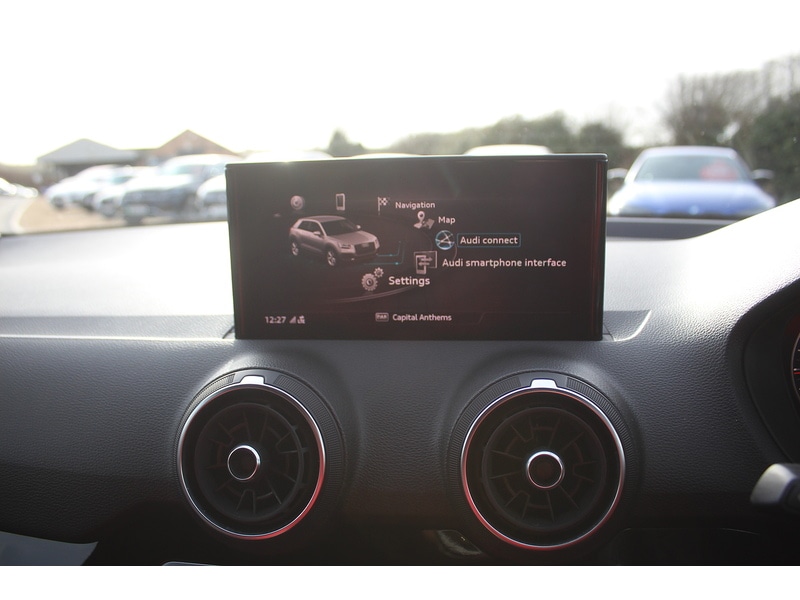 Navigation
Map
Audi connect
Audi smartphone interface
Settings
12:27
Capital Anthems